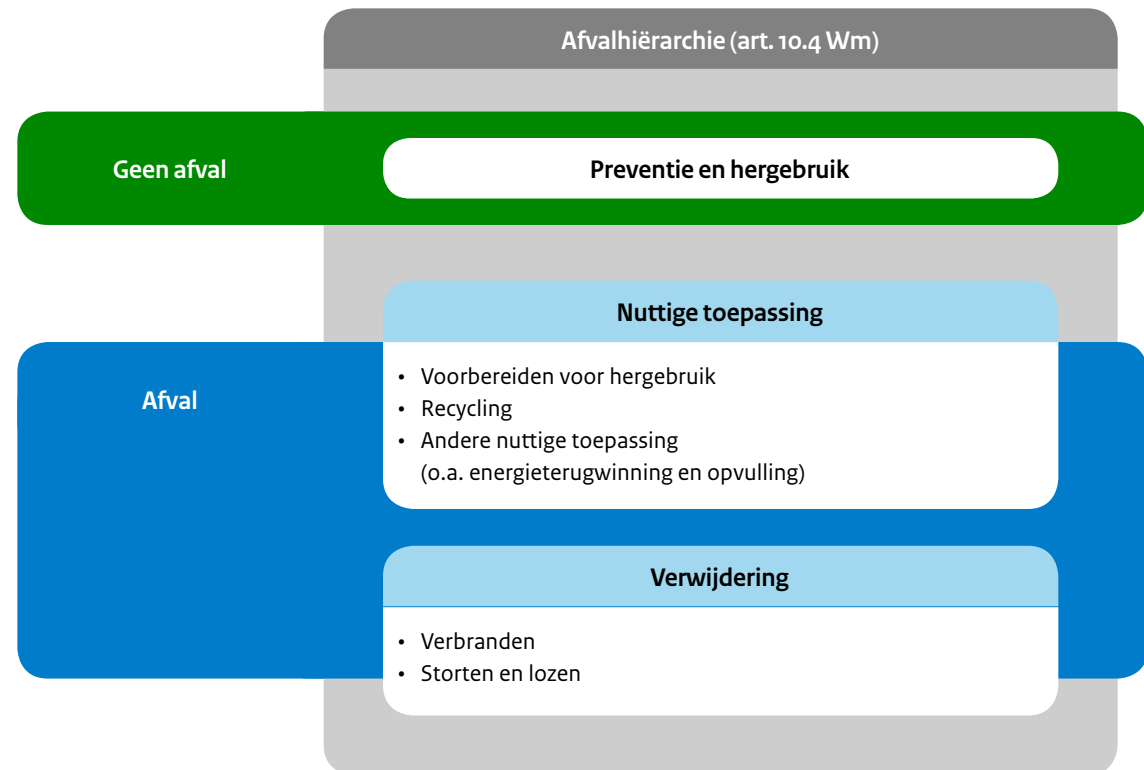 Afvalhiërarchie (art. 10.4 Wm)
Geen afval
Preventie en hergebruik
Nuttige toepassing
Afval
• Voorbereiden voor hergebruik
• Recycling
• Andere nuttige toepassing
(o.a. energieterugwinning en opvulling)
Verwijdering
• Verbranden
• Storten en lozen